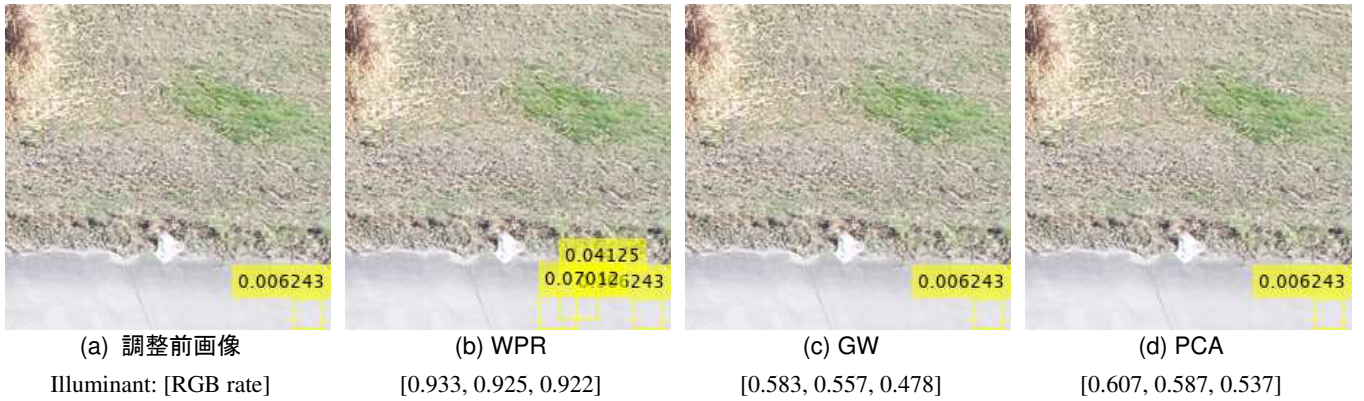 0.006243
0.04125
0.07012
0.006243
0.006243
(a) 調整前画像
(b) WPR
(c) GW
(d) PCA
Illuminant: [RGB rate]
[0.933, 0.925, 0.922]
[0.583, 0.557, 0.478]
[0.607, 0.587, 0.537]